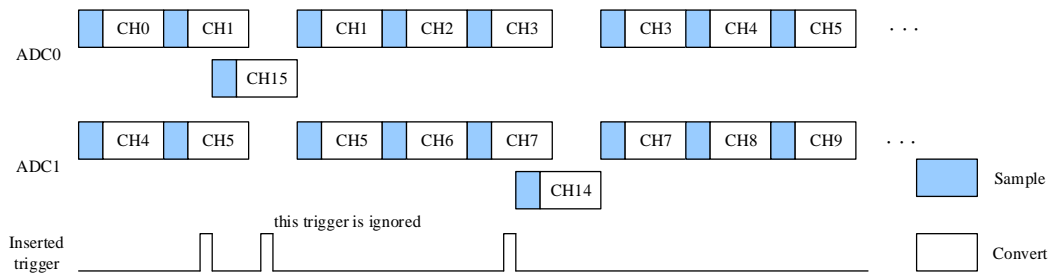 CH0 CH1 CH1 CH2 CH3 CH3 CH4 CH5 . . .
ADC0
CH15
CH4 CH5 CH5 CH6 CH7 CH7 CH8 CH9 . . .
ADC1
Sample
CH14
this trigger is ignored
Inserted
trigger
Convert